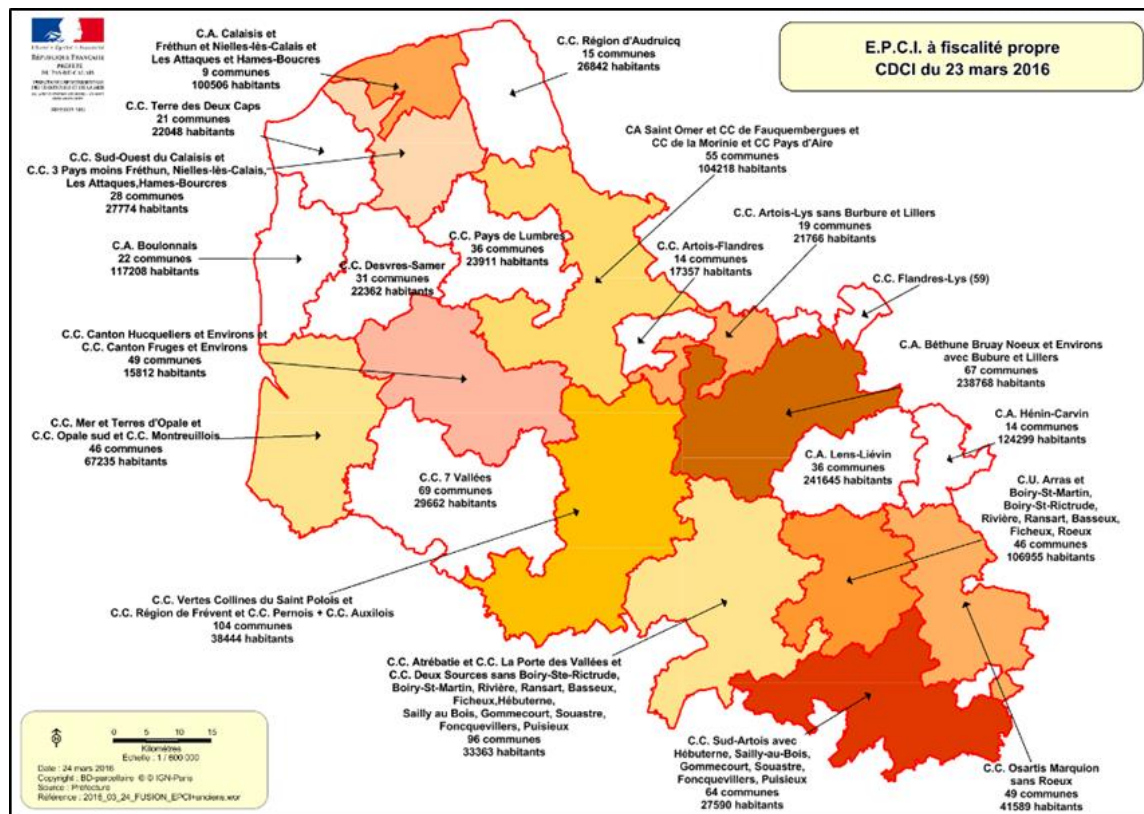 Liberté • Égalité • Fraternité
RÉPUBLIQUE FRANÇAISE
E.P.C.I. à fiscalité propre
CDCI du 23 mars 2016
C.A. Calaisis et
Fréthun et Nielles-lès-Calais et
Les Attaques et Hames-Boucres
9 communes
100506 habitants
C.C. Région d'Audruicq
15 communes
26842 habitants
C.C. Terre des Deux Caps
21 communes
22048 habitants
C.C. Sud-Ouest du Calaisis et
C.C. 3 Pays moins Fréthun, Nielles-lès-Calais,
Les Attaques,Hames-Bourcres
28 communes
27774 habitants
CA Saint Omer et CC de Fauquembergues et
CC de la Morinie et CC Pays d'Aire
55 communes
104218 habitants
C.C. Artois-Lys sans Burbure et Lillers
19 communes
21766 habitants
C.A. Boulonnais
22 communes
117208 habitants
C.C. Pays de Lumbres
36 communes
23911 habitants
C.C. Desvres-Samer
31 communes
22362 habitants
C.C. Artois-Flandres
14 communes
17357 habitants
C.C. Flandres-Lys (59)
C.C. Canton Hucqueliers et Environs et
C.C. Canton Fruges et Environs
49 communes
15812 habitants
C.A. Béthune Bruay Noeux et Environs
avec Bubure et Lillers
67 communes
238768 habitants
C.C. Mer et Terres d'Opale et
C.C. Opale sud et C.C. Montreuillois
46 communes
67235 habitants
C.A. Hénin-Carvin
14 communes
124299 habitants
C.A. Lens-Liévin
36 communes
241645 habitants
C.C. 7 Vallées
69 communes
29662 habitants
C.U. Arras et
Boiry-St-Martin,
Boiry-St-Rictrude,
Rivière, Ransart, Basseux,
Ficheux, Roeux
46 communes
106955 habitants
C.C. Vertes Collines du Saint Polois et
C.C. Région de Frévent et C.C. Pernois + C.C. Auxilois
104 communes
38444 habitants
C.C. Atrébatie et C.C. La Porte des Vallées et
C.C. Deux Sources sans Boiry-Ste-Rictrude,
Boiry-St-Martin, Rivière, Ransart, Basseux,
Ficheux,Hébuterne,
Sailly au Bois, Gommecourt, Souastre,
Foncquevillers, Puisieux
96 communes
33363 habitants
C.C. Sud-Artois avec
Hébuterne, Sailly-au-Bois,
Gommecourt, Souastre,
Foncquevillers, Puisieux
64 communes
27590 habitants
C.C. Osartis Marquion
sans Roeux
49 communes
41589 habitants
0 5 10 15
Kilomètres
Echelle : 1 / 600 000
Date : 24 mars 2016
Copyright : BD-parcellaire © © IGN-Paris
Source : Préfecture
Référence : 2016_03_24_FUSION_EPCI+anciens.wor